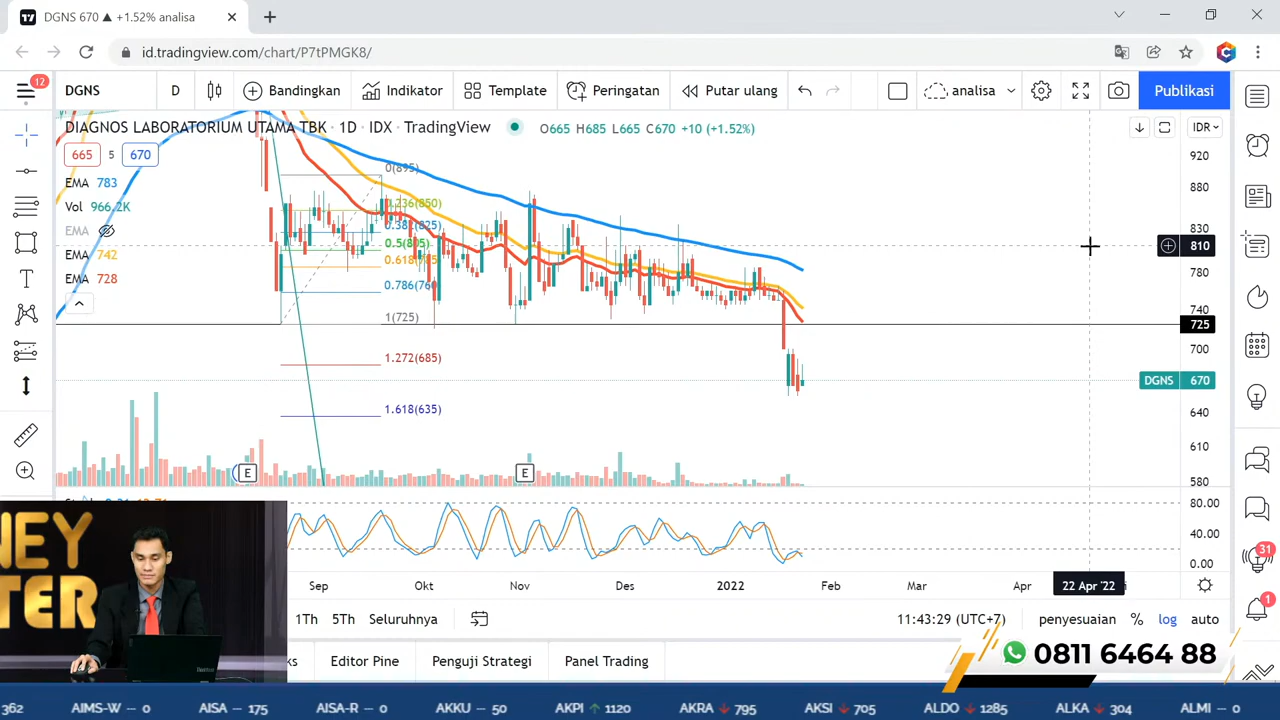 DGNS 670 ▲ +1.52% analisa
id.tradingview.com/chart/P7tPMGK8/
12
DGNS
D
Bandingkan
Indikator
Template
Peringatan
Putar ulang
analisa
Publikasi
DIAGNOS LABORATORIUM UTAMA TBK · 1D · IDX · TradingView
O665 H685 L665 C670 +10 (+1.52%)
IDR
665
5
670
EMA 783
Vol 966.2K
EMA
EMA 742
EMA 728
0(895)
0.236(850)
0.382(825)
0.5(805)
0.618(785)
0.786(760)
1(725)
1.272(685)
1.618(635)
920
880
830
810
780
740
725
700
DGNS 670
640
610
580
E
E
80.00
40.00
0.00
Sep
Okt
Nov
Des
2022
Feb
Mar
Apr
22 Apr '22
1Th
5Th
Seluruhnya
11:43:29 (UTC+7)
penyesuaian
%
log
auto
Editor Pine
Penguji Strategi
Panel Trading
31
1
0811 6464 88
362
AIMS-W — 0
AISA — 175
AISA-R — 0
AKKU — 50
AKPI ↑ 1120
AKRA ↓ 795
AKSI ↓ 705
ALDO ↓ 1285
ALKA ↓ 304
ALMI — 0